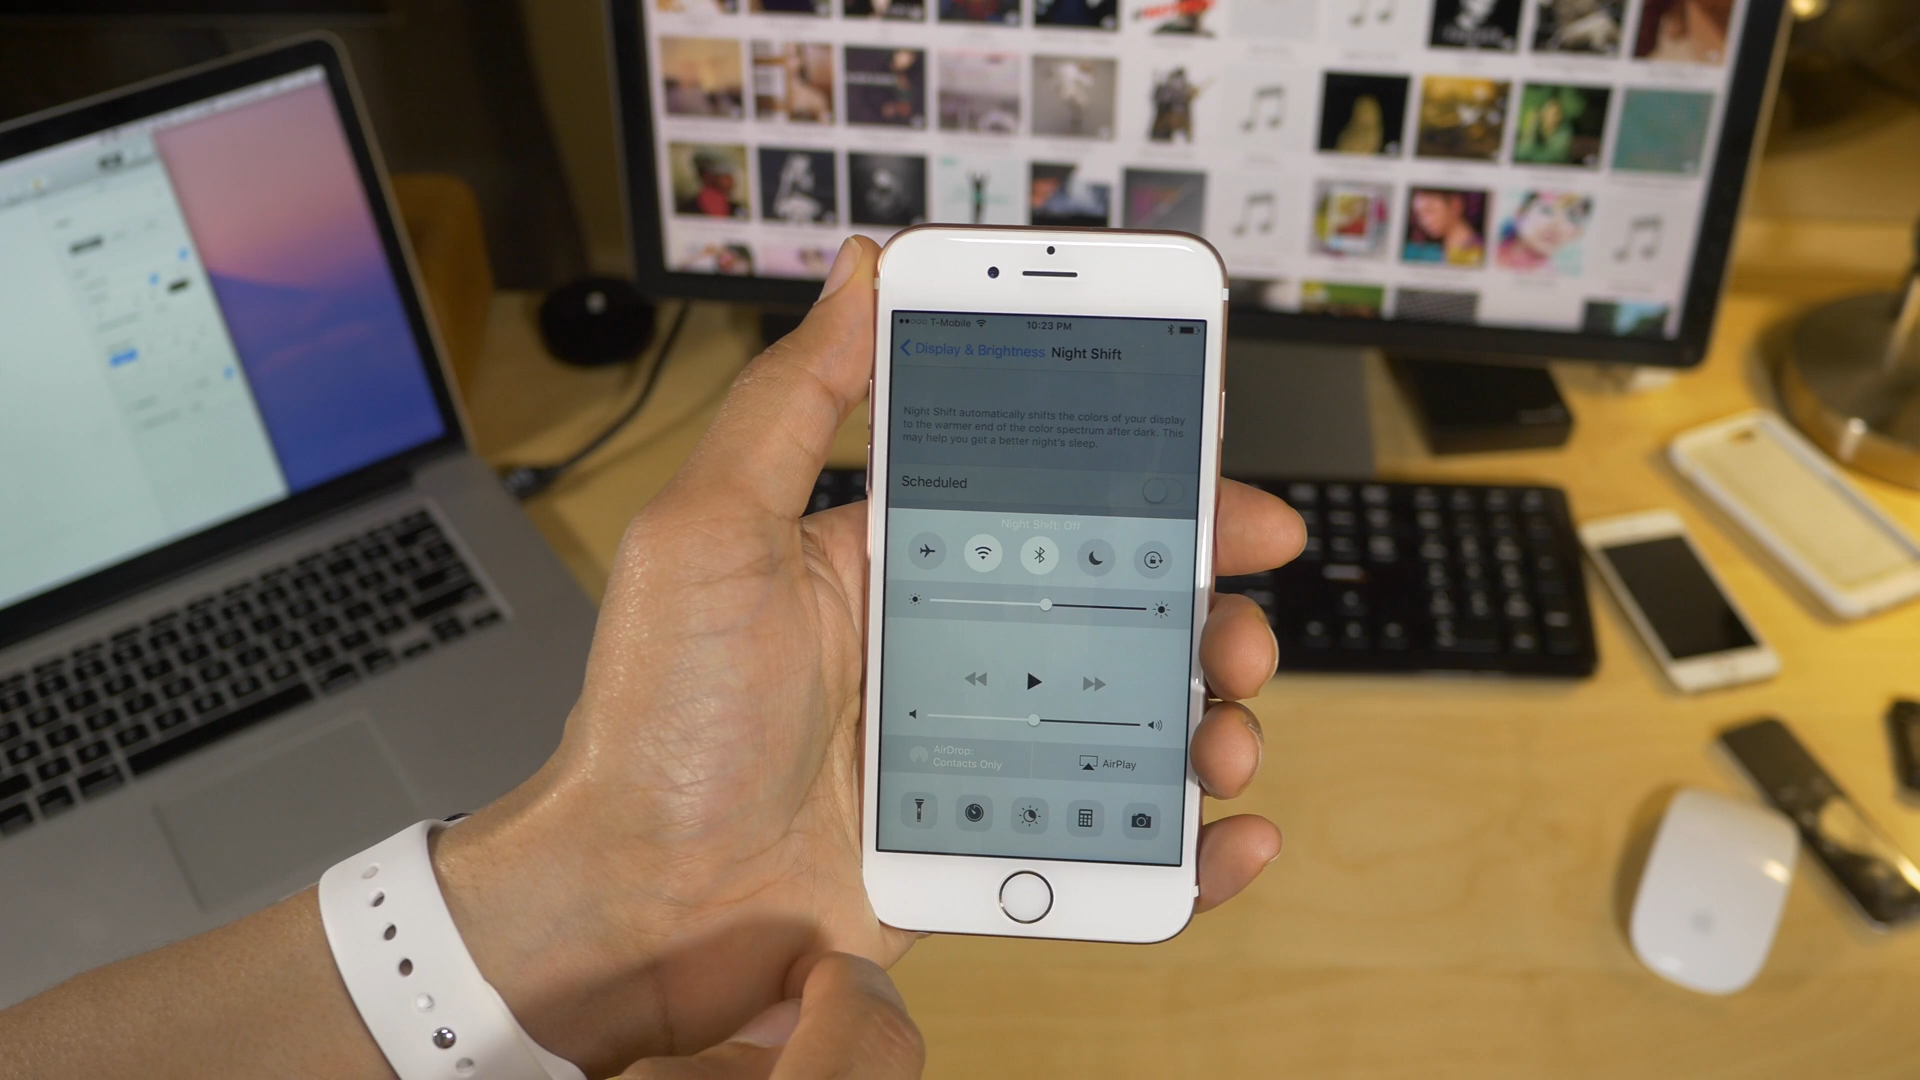 T-Mobile
10:23 PM
Display & Brightness
Night Shift
Night Shift automatically shifts the colors of your display
to the warmer end of the color spectrum after dark. This
may help you get a better night's sleep.
Scheduled
Night Shift: Off
AirDrop:
Contacts Only
AirPlay